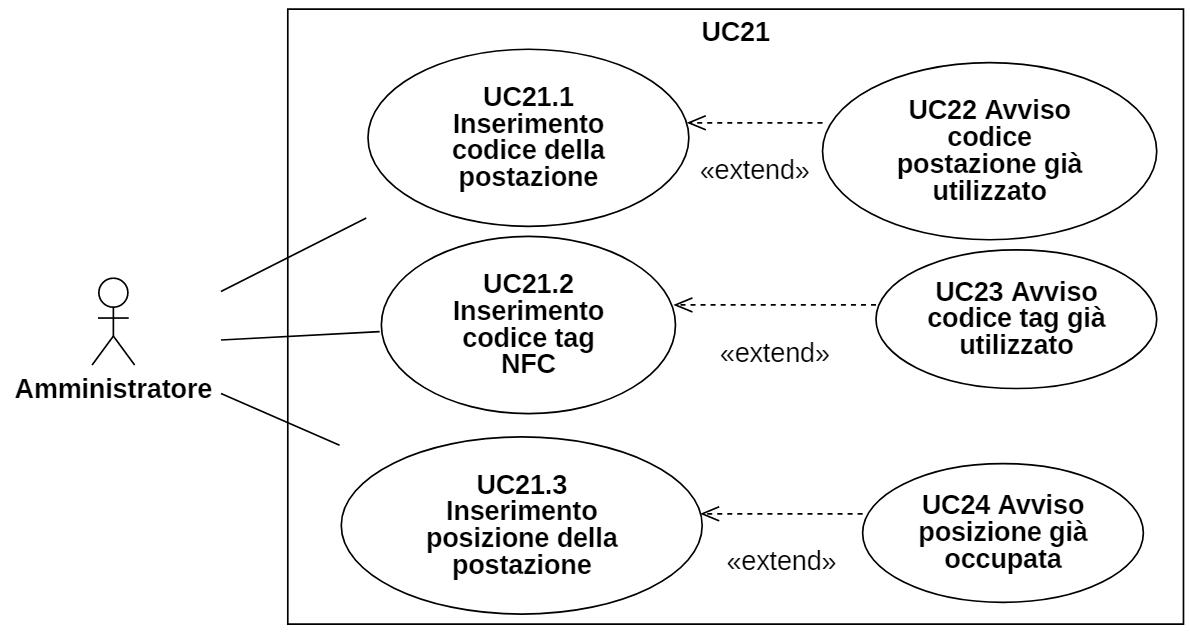 UC21
UC21.1
Inserimento
codice della
postazione
«extend»
UC22 Avviso
codice
postazione già
utilizzato
UC21.2
Inserimento
codice tag
NFC
«extend»
UC23 Avviso
codice tag già
utilizzato
Amministratore
UC21.3
Inserimento
posizione della
postazione
«extend»
UC24 Avviso
posizione già
occupata